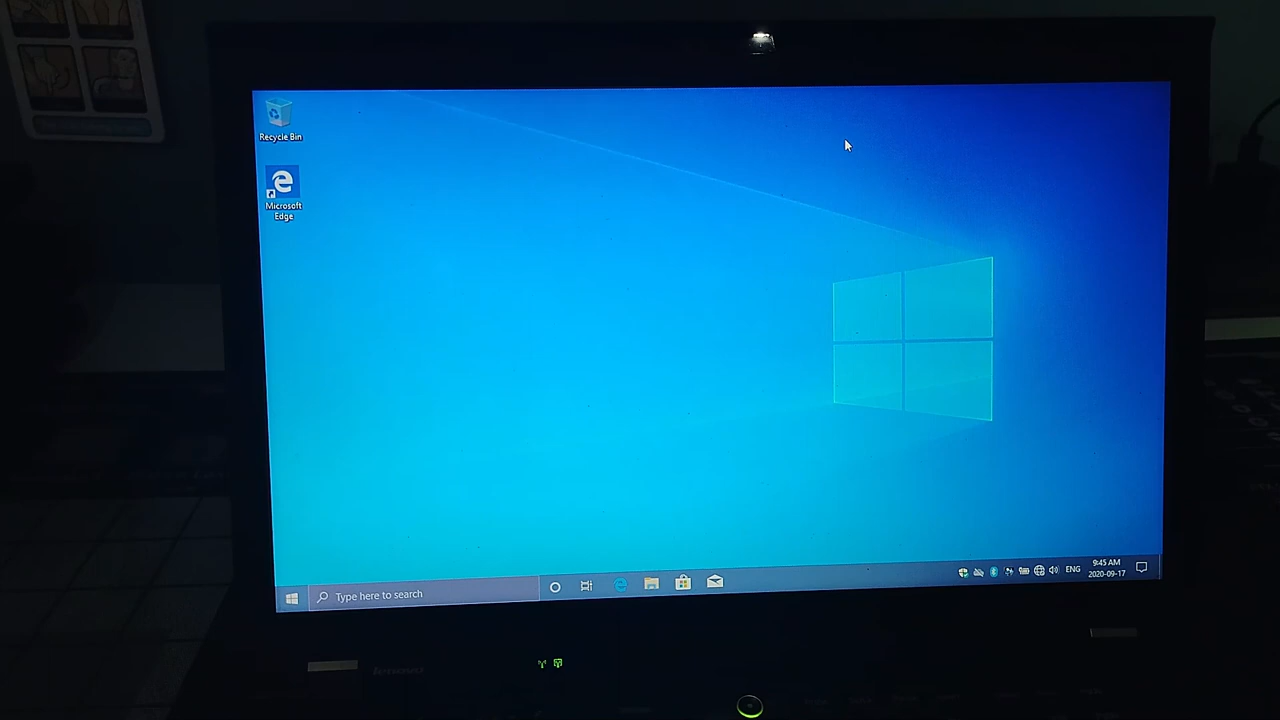 Recycle Bin
Microsoft
Edge
Type here to search
ENG
9:45 AM
2020-09-17